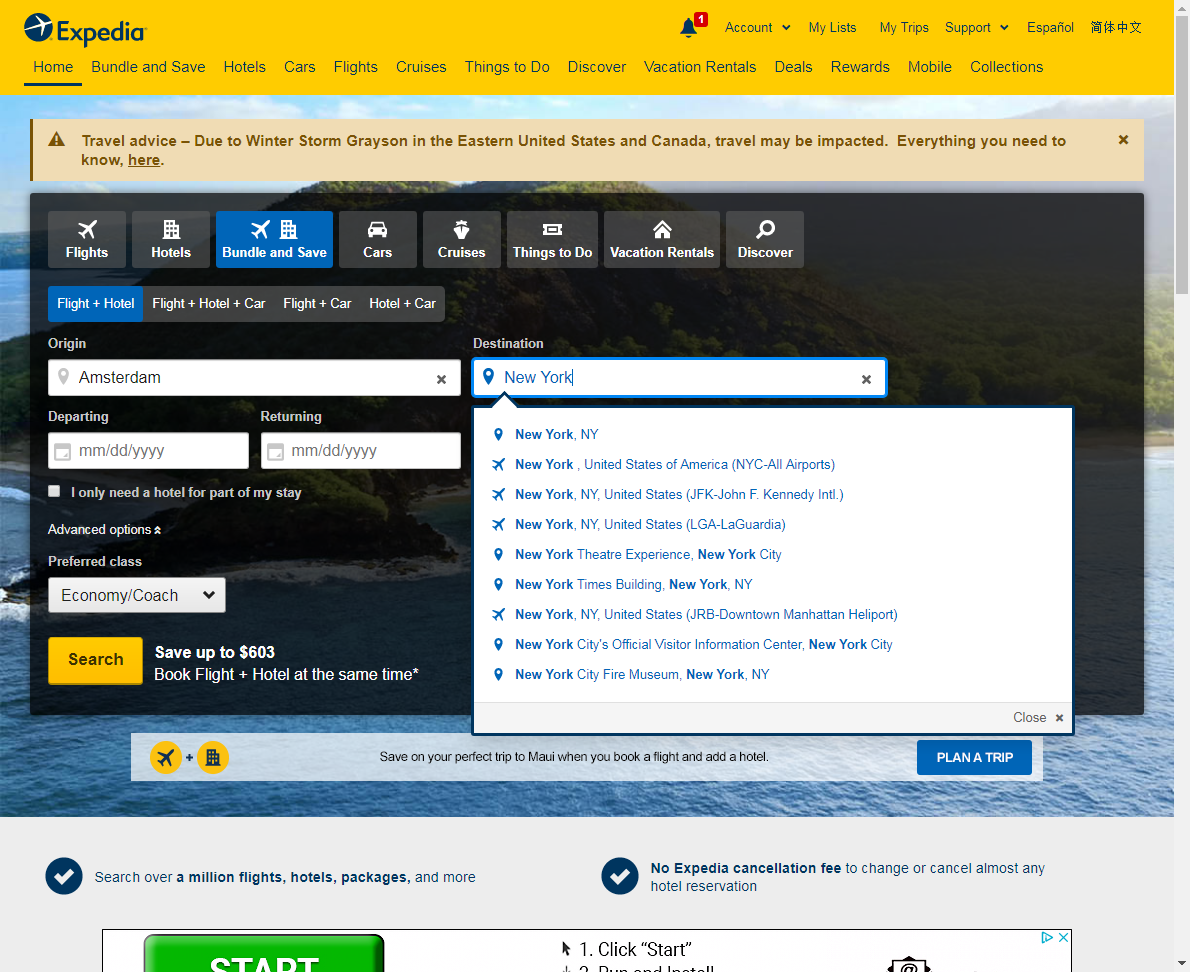 Expedia
1
Account
My Lists
My Trips
Support
Español
简体中文
Home
Bundle and Save
Hotels
Cars
Flights
Cruises
Things to Do
Discover
Vacation Rentals
Deals
Rewards
Mobile
Collections
Travel advice – Due to Winter Storm Grayson in the Eastern United States and Canada, travel may be impacted. Everything you need to
know, here.
Flights
Hotels
Bundle and Save
Cars
Cruises
Things to Do
Vacation Rentals
Discover
Flight + Hotel
Flight + Hotel + Car
Flight + Car
Hotel + Car
Origin
Destination
Amsterdam
New York
Departing
Returning
mm/dd/yyyy
mm/dd/yyyy
I only need a hotel for part of my stay
Advanced options
Preferred class
Economy/Coach
Search
Save up to $603
Book Flight + Hotel at the same time*
New York, NY
New York , United States of America (NYC-All Airports)
New York, NY, United States (JFK-John F. Kennedy Intl.)
New York, NY, United States (LGA-LaGuardia)
New York Theatre Experience, New York City
New York Times Building, New York, NY
New York, NY, United States (JRB-Downtown Manhattan Heliport)
New York City's Official Visitor Information Center, New York City
New York City Fire Museum, New York, NY
Close
+
Save on your perfect trip to Maui when you book a flight and add a hotel.
PLAN A TRIP
Search over a million flights, hotels, packages, and more
No Expedia cancellation fee to change or cancel almost any
hotel reservation
START
1. Click “Start”
2. Run and Install
@